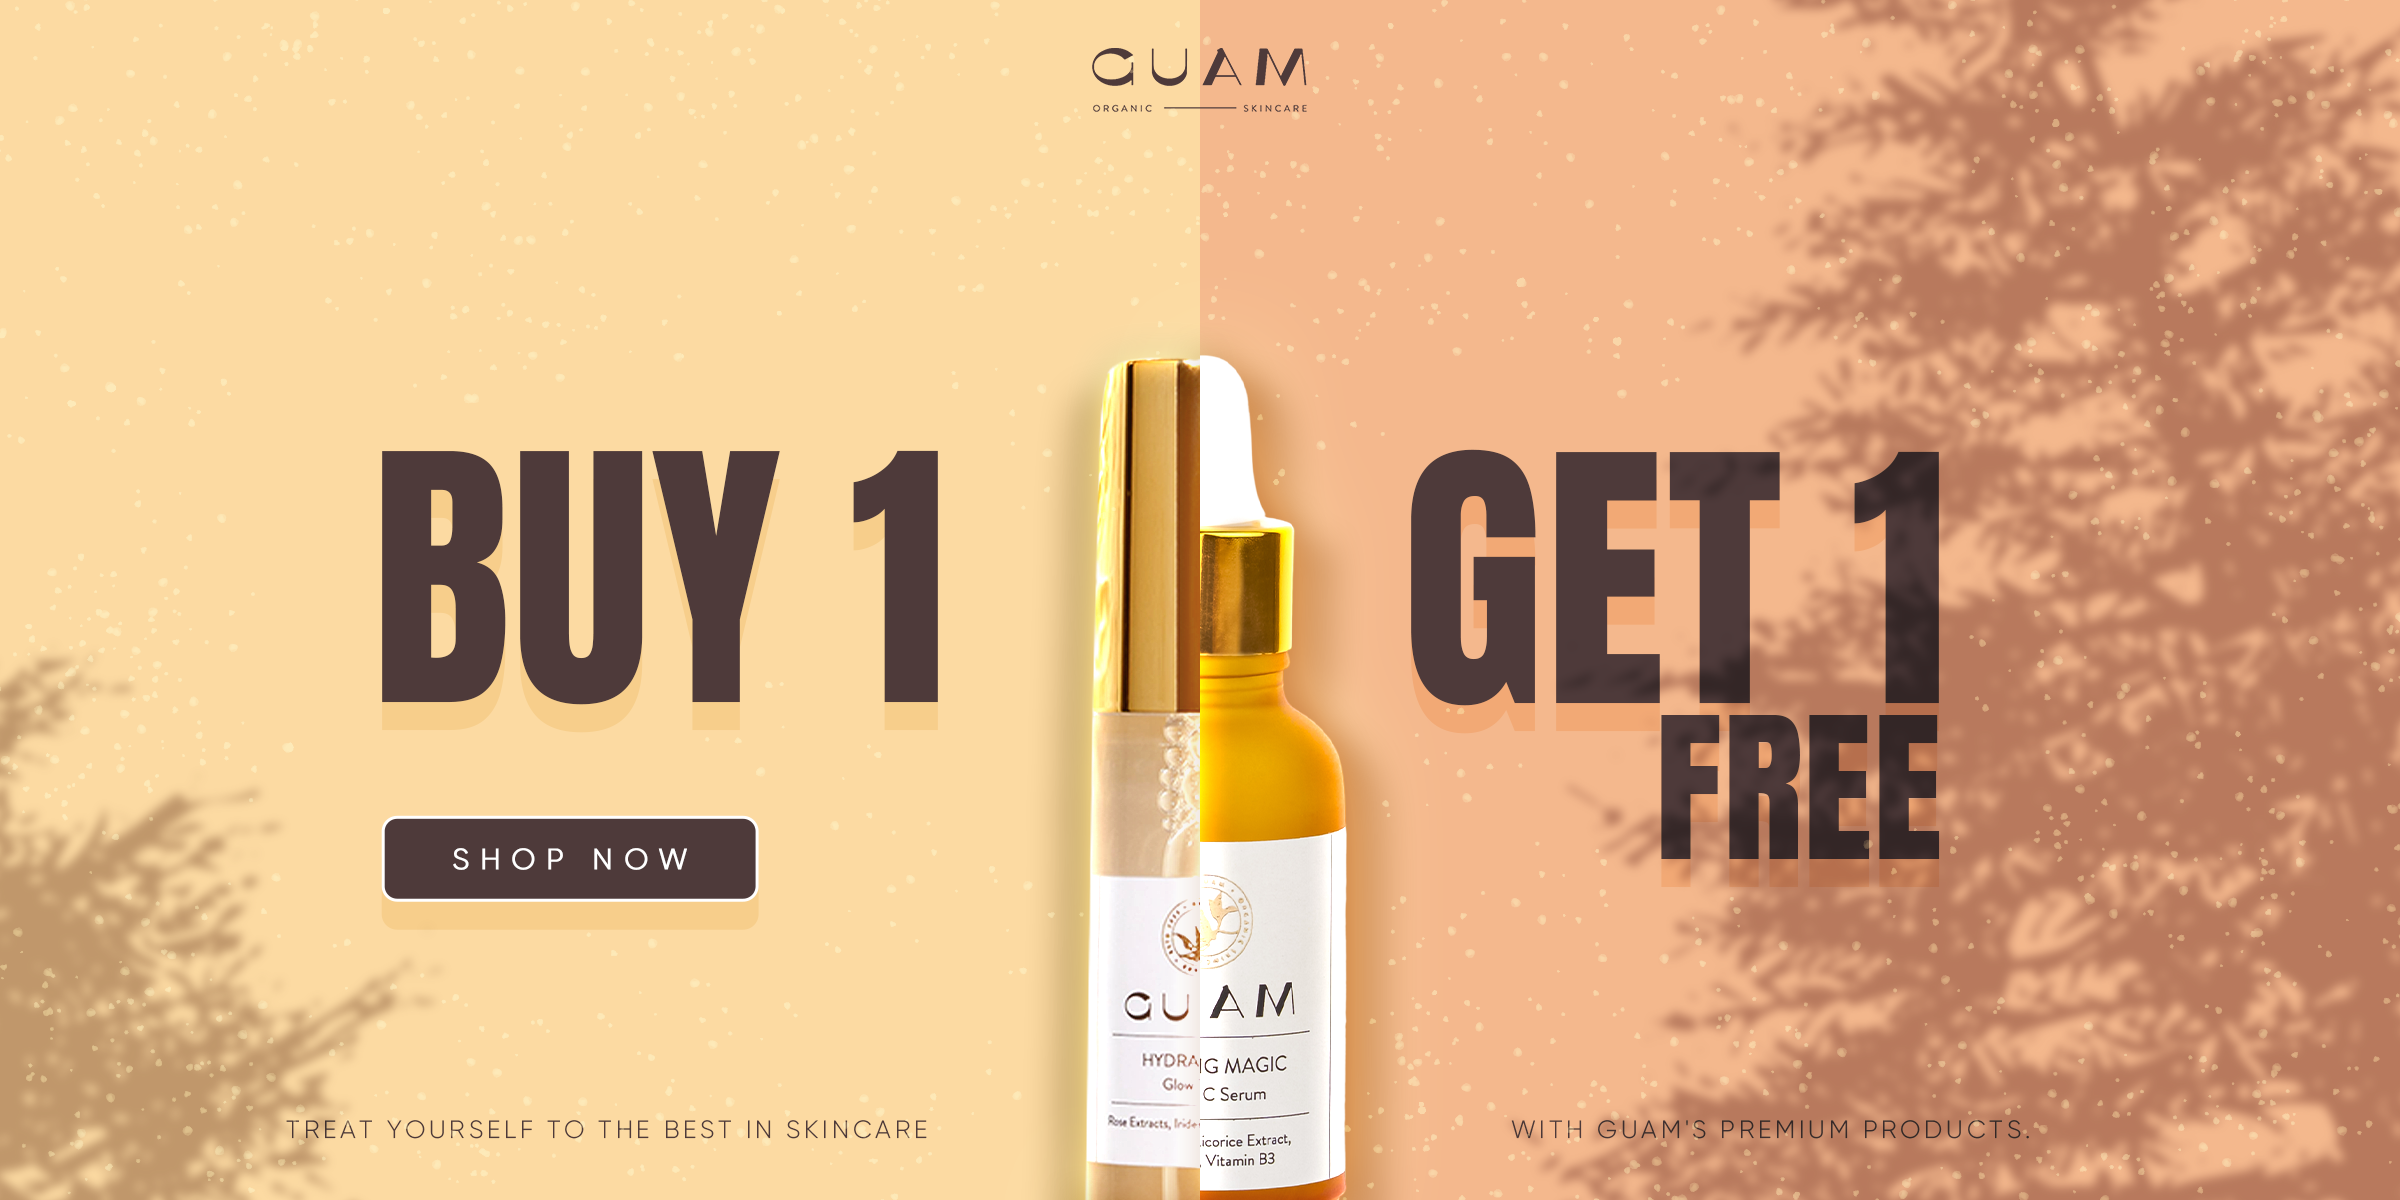 GUAM
ORGANIC SKINCARE
BUY 1
GET 1
FREE
SHOP NOW
GU AM
HYDRA IG MAGIC
Glow C Serum
Rose Extracts, Iride icorice Extract,
, Vitamin B3
TREAT YOURSELF TO THE BEST IN SKINCARE
WITH GUAM'S PREMIUM PRODUCTS.